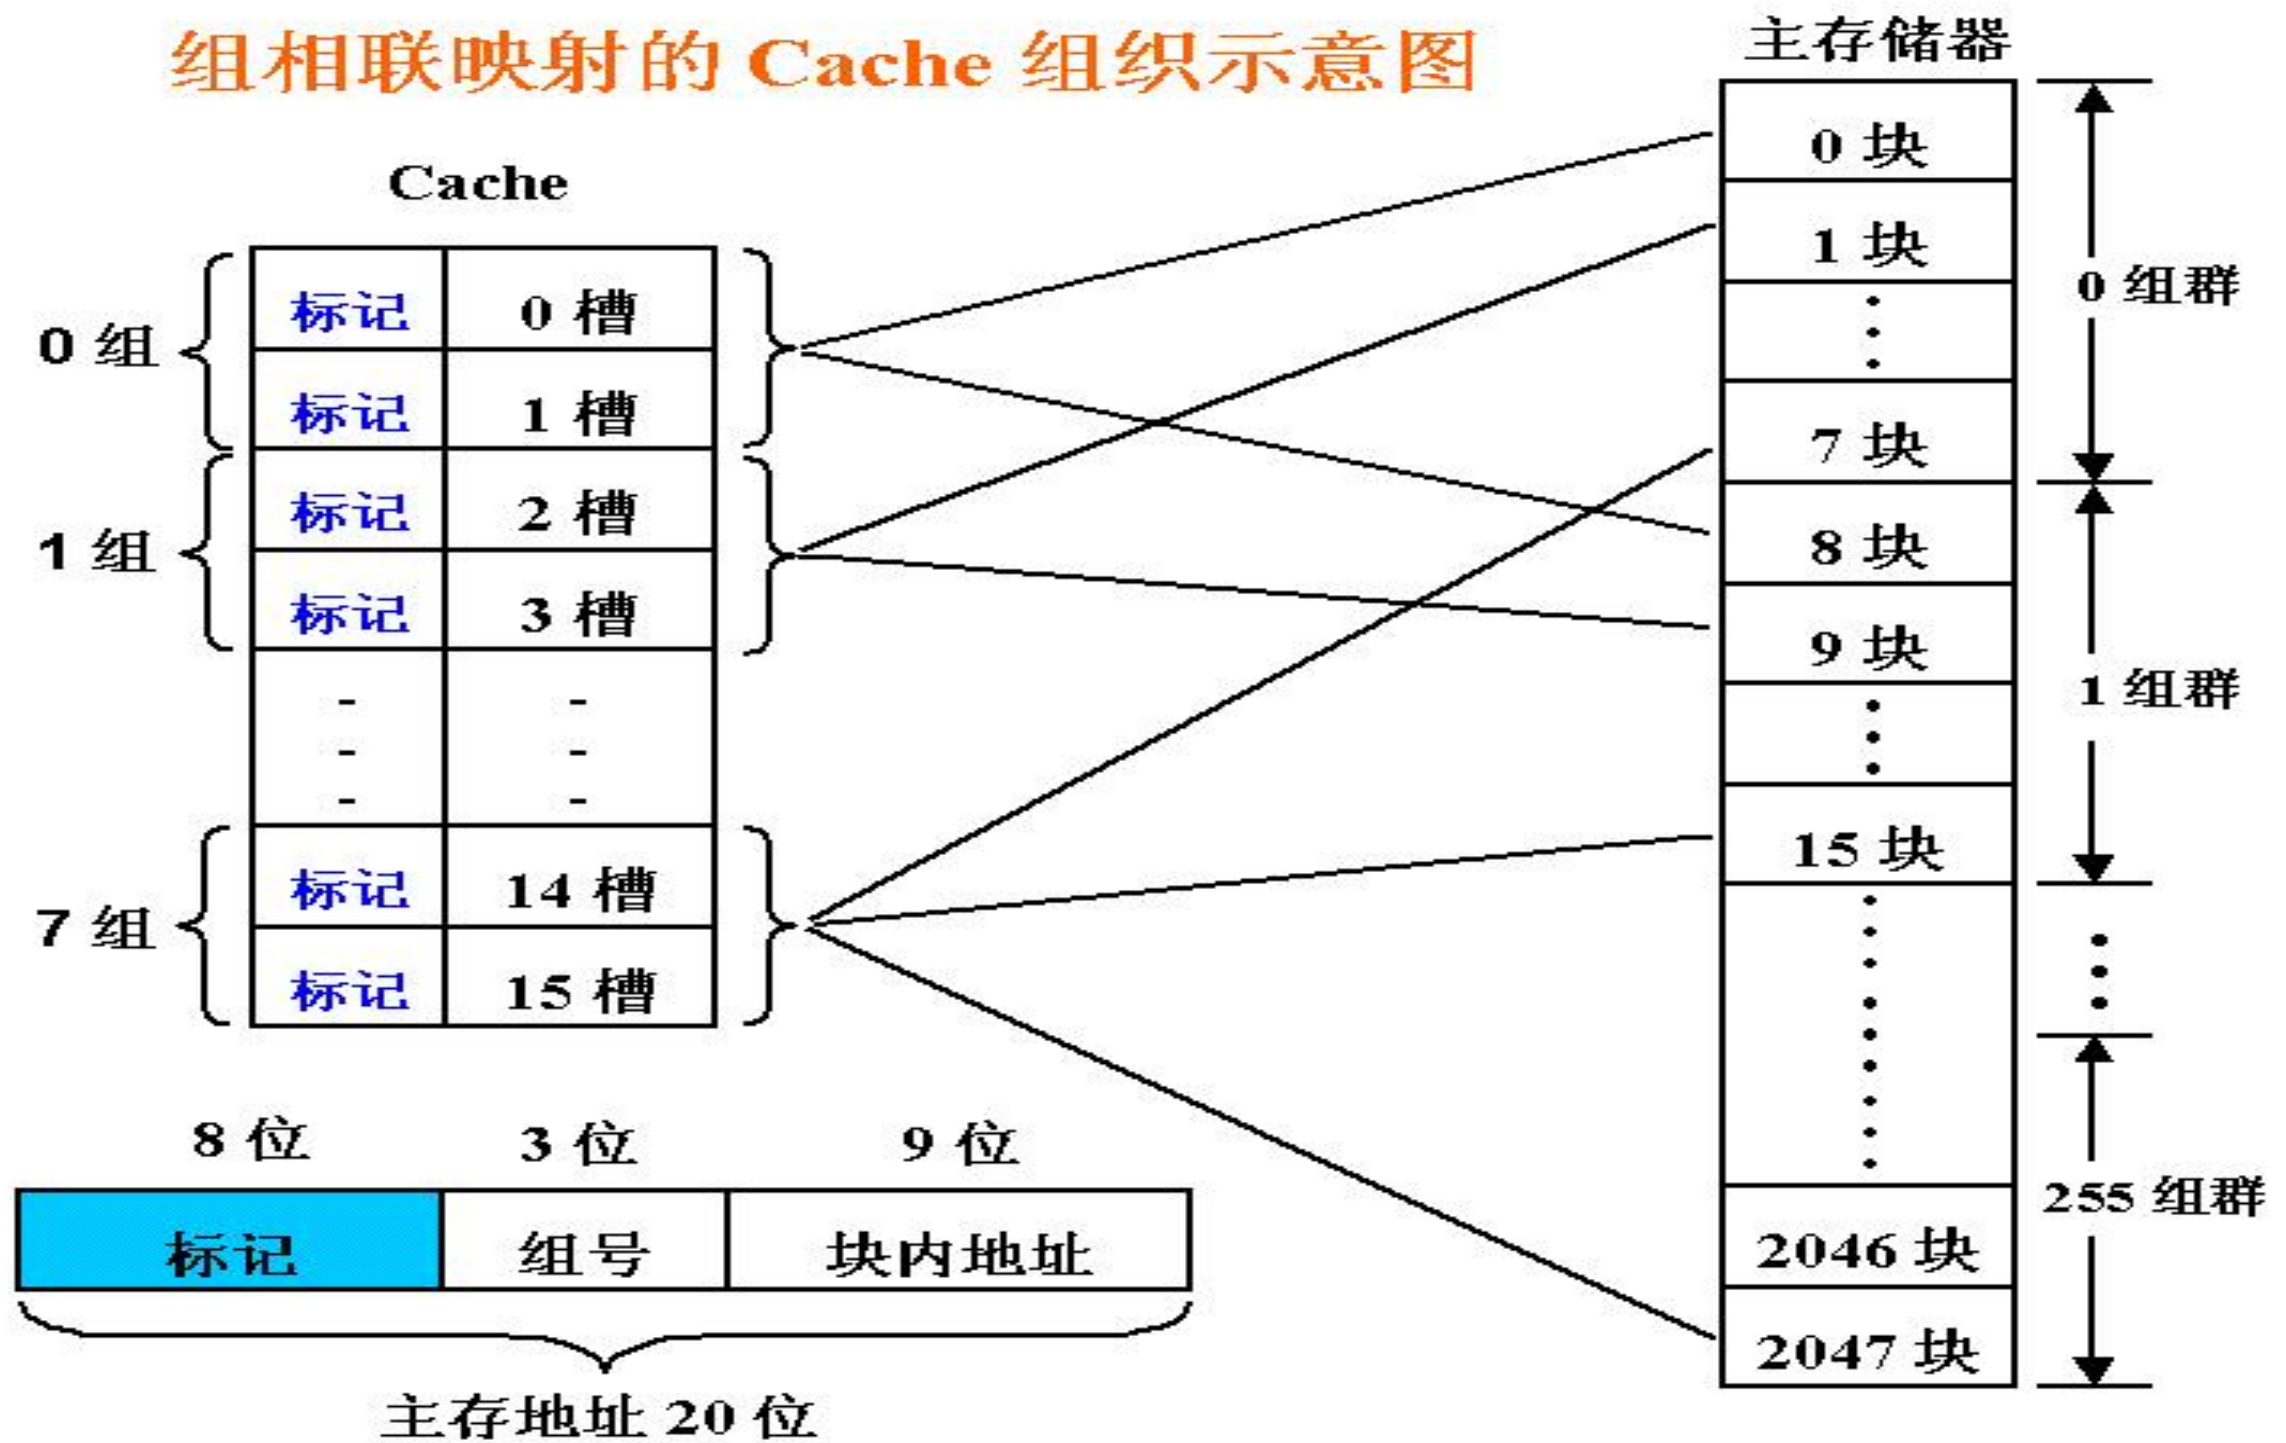 组相联映射的 Cache 组织示意图
Cache
0 组
标记 0 槽
标记 1 槽
1 组
标记 2 槽
标记 3 槽
7 组
标记 14 槽
标记 15 槽
8 位 3 位 9 位
标记 组号 块内地址
主存地址 20 位
主存储器
0 块
1 块
7 块
0 组群
8 块
9 块
15 块
1 组群
2046 块
2047 块
255 组群